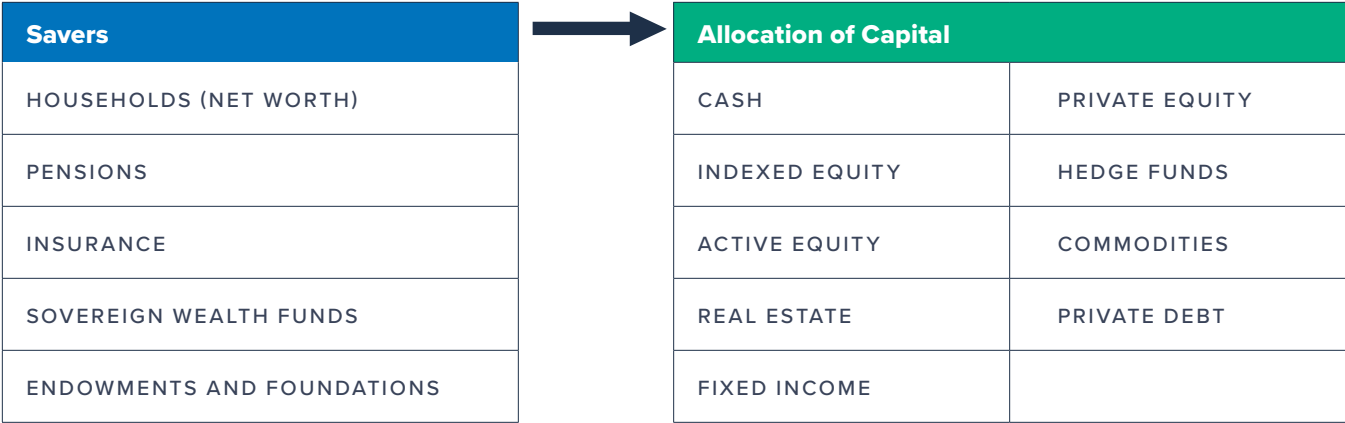 Savers
HOUSEHOLDS (NET WORTH)
PENSIONS
INSURANCE
SOVEREIGN WEALTH FUNDS
ENDOWMENTS AND FOUNDATIONS
Allocation of Capital
CASH
PRIVATE EQUITY
INDEXED EQUITY
HEDGE FUNDS
ACTIVE EQUITY
COMMODITIES
REAL ESTATE
PRIVATE DEBT
FIXED INCOME